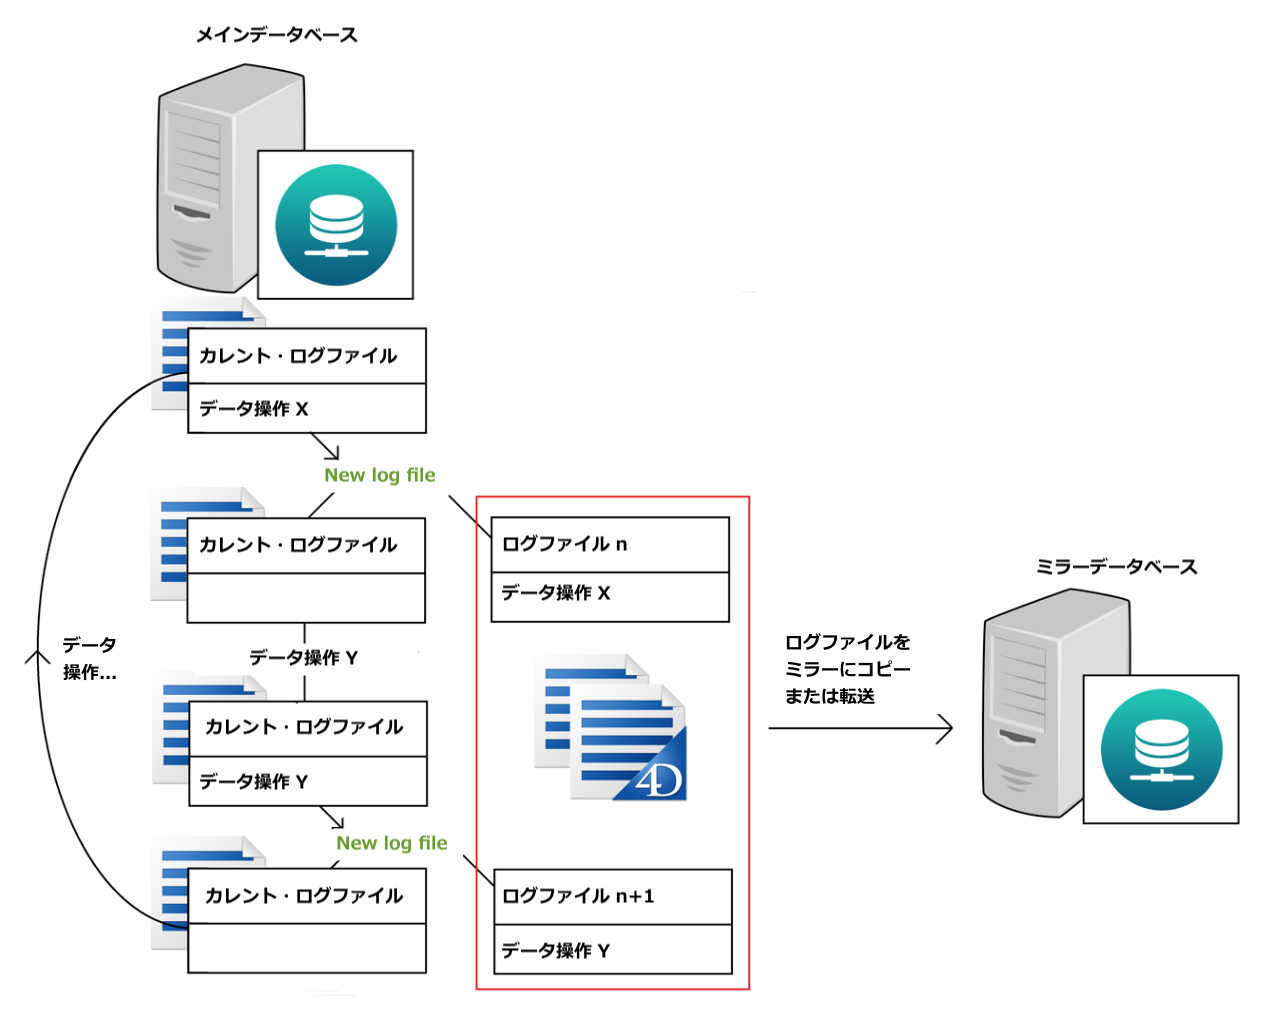 メインデータベース
カレント・ログファイル
データ操作 X
New log file
カレント・ログファイル
ログファイル n
データ操作 X
データ操作 Y
データ
操作...
カレント・ログファイル
データ操作 Y
4D
New log file
カレント・ログファイル
ログファイル n+1
データ操作 Y
ログファイルを
ミラーにコピー
または転送
ミラーデータベース